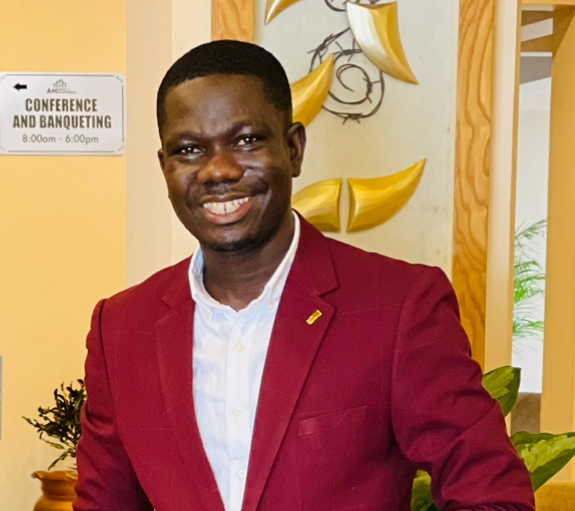 CONFERENCE
AND BANQUETING
8:00am - 6:00pm